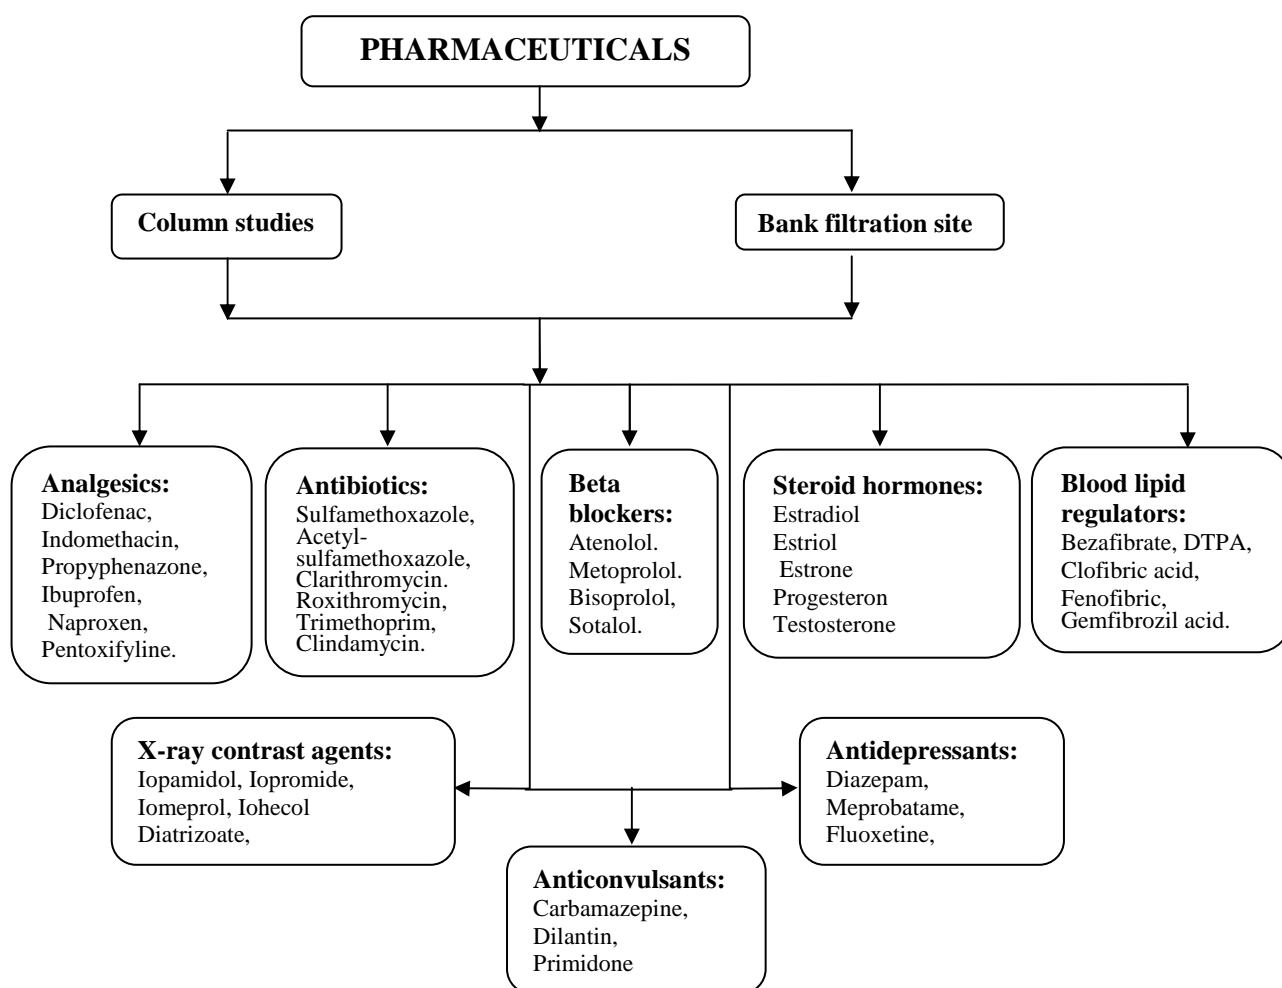 PHARMACEUTICALS
Column studies
Bank filtration site
Analgesics:
Diclofenac,
Indomethacin,
Propyphenazone,
Ibuprofen,
Naproxen,
Pentoxifyline.
Antibiotics:
Sulfamethoxazole,
Acetyl-
sulfamethoxazole,
Clarithromycin.
Roxithromycin,
Trimethoprim,
Clindamycin.
Beta
blockers:
Atenolol.
Metoprolol.
Bisoprolol,
Sotalol.
Steroid hormones:
Estradiol
Estriol
Estrone
Progesteron
Testosterone
Blood lipid
regulators:
Bezafibrate, DTPA,
Clofibric acid,
Fenofibric,
Gemfibrozil acid.
X-ray contrast agents:
Iopamidol, Iopromide,
Iomeprol, Iohecol
Diatrizoate,
Antidepressants:
Diazepam,
Meprobatame,
Fluoxetine,
Anticonvulsants:
Carbamazepine,
Dilantin,
Primidone